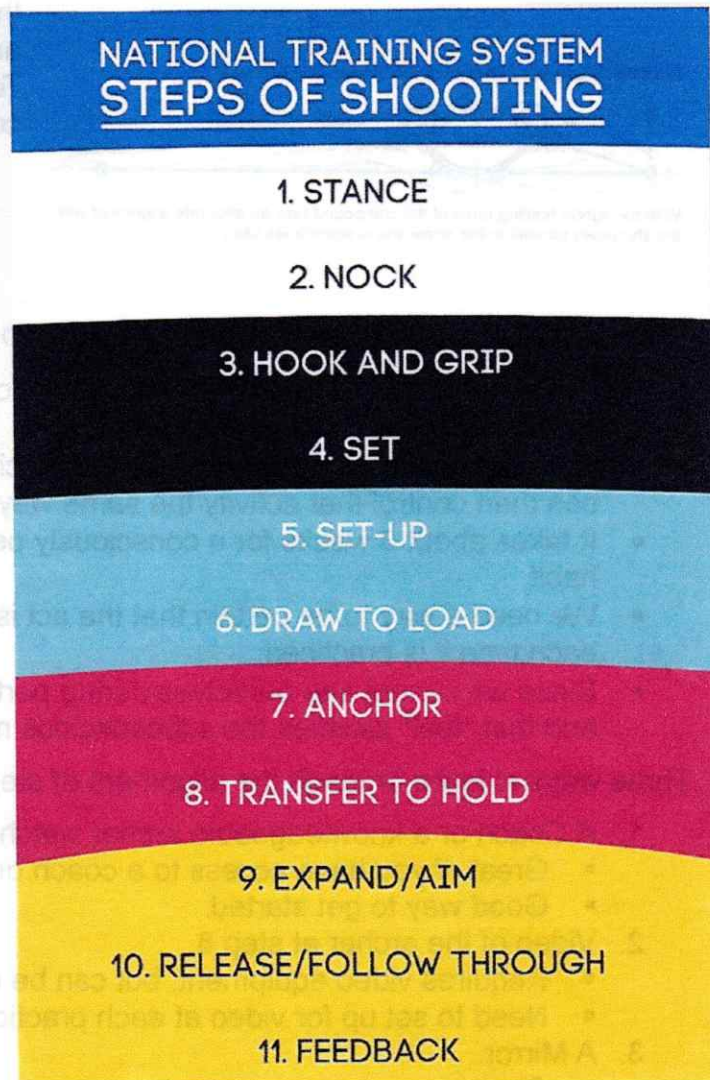 NATIONAL TRAINING SYSTEM
STEPS OF SHOOTING
1. STANCE
2. NOCK
3. HOOK AND GRIP
4. SET
5. SET-UP
6. DRAW TO LOAD
7. ANCHOR
8. TRANSFER TO HOLD
9. EXPAND/AIM
10. RELEASE/FOLLOW THROUGH
11. FEEDBACK